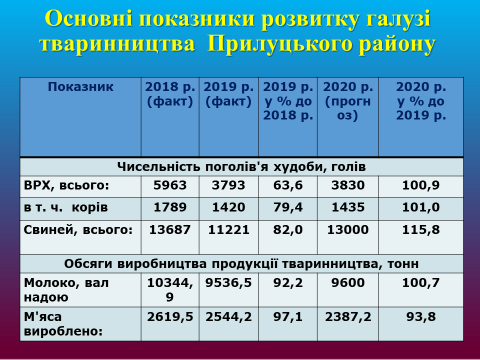 Основні показники розвитку галузі
тваринництва Прилуцького району
Показник 2018 р. (факт) 2019 р. (факт) 2019 р. у % до 2018 р. 2020 р. (прогноз) 2020 р. у % до 2019 р.
Чисельність поголів'я худоби, голів
ВРХ, всього: 5963 3793 63,6 3830 100,9
в т. ч. корів 1789 1420 79,4 1435 101,0
Свиней, всього: 13687 11221 82,0 13000 115,8
Обсяги виробництва продукції тваринництва, тонн
Молоко, вал надою 10344,9 9536,5 92,2 9600 100,7
М'яса вироблено: 2619,5 2544,2 97,1 2387,2 93,8